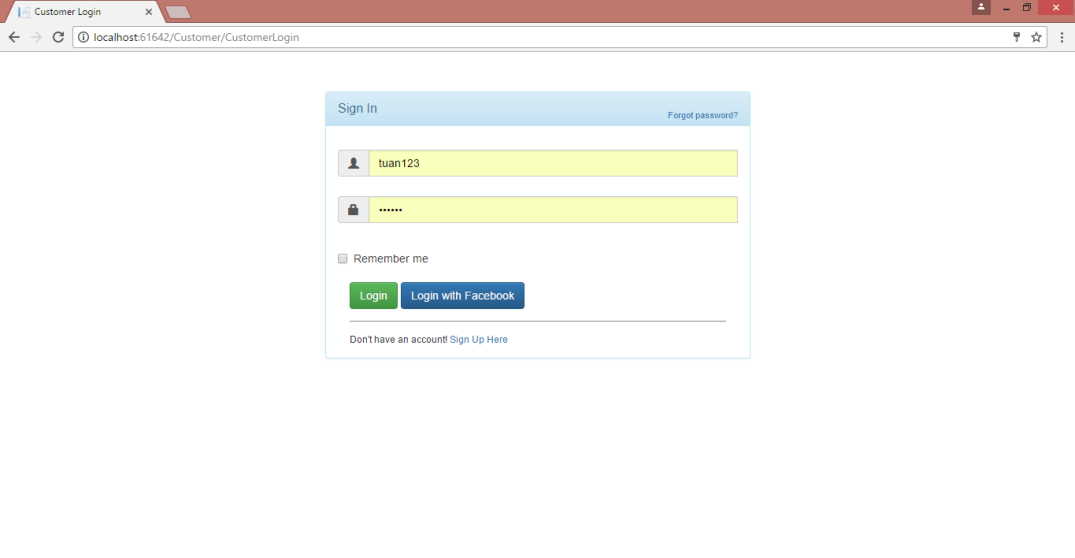 Customer Login
localhost:61642/Customer/CustomerLogin
Sign In
Forgot password?
tuan123
••••••
Remember me
Login Login with Facebook
Don't have an account! Sign Up Here